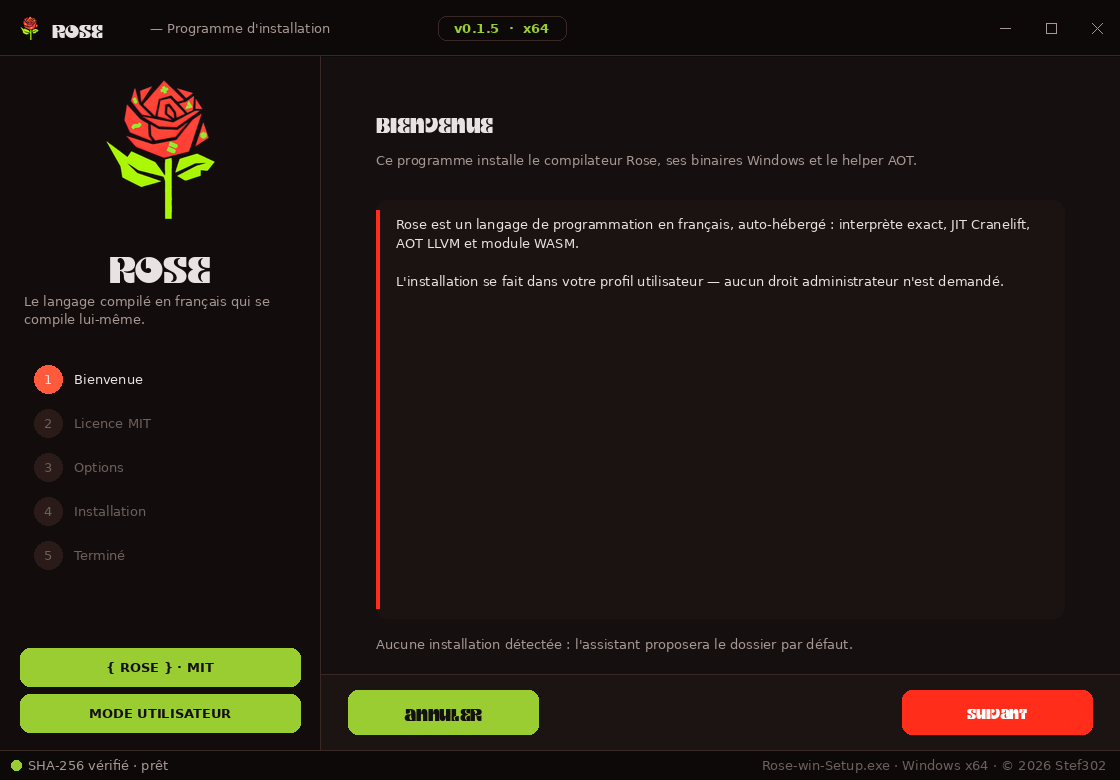 ROSE
— Programme d'installation
v0.1.5 · x64
ROSE
Le langage compilé en français qui se
compile lui-même.
1 Bienvenue
2 Licence MIT
3 Options
4 Installation
5 Terminé
{ ROSE } · MIT
MODE UTILISATEUR
BIENVENUE
Ce programme installe le compilateur Rose, ses binaires Windows et le helper AOT.
Rose est un langage de programmation en français, auto-hébergé : interprète exact, JIT Cranelift,
AOT LLVM et module WASM.
L'installation se fait dans votre profil utilisateur — aucun droit administrateur n'est demandé.
Aucune installation détectée : l'assistant proposera le dossier par défaut.
ANNULER
SUIVANT
SHA-256 vérifié · prêt
Rose-win-Setup.exe · Windows x64 · © 2026 Stef302